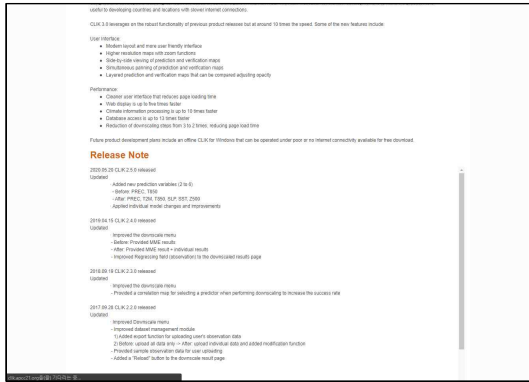 useful to developing countries and locations with slower internet connections.
CLIK 3.0 leverages on the robust functionality of previous product releases but at around 10 times the speed. Some of the new features include:
User Interface:
Modern layout and more user friendly interface
Higher resolution maps with zoom functions
Side-by-side viewing of prediction and verification maps
Simultaneous panning of prediction and verification maps
Layered prediction and verification maps that can be compared adjusting opacity
Performance:
Cleaner user interface that reduces page loading time
Web display is up to five times faster
Climate information processing is up to 10 times faster
Database access is up to 13 times faster
Reduction of downscaling steps from 3 to 2 times, reducing page load time
Future product development plans include an offline CLIK for Windows that can be operated under poor or no internet connectivity available for free download.
Release Note
2020.05.20 CLIK 2.5.0 released
Updated
Added new prediction variables (2 to 6)
- Before: PREC, T850
- After: PREC, T2M, T850, SLP, SST, Z500
Applied individual model changes and improvements
2019.04.15 CLIK 2.4.0 released
Updated
Improved the downscale menu
- Before: Provided MME results
- After: Provided MME result + individual results
- Improved Regressing field (observation) to the downscaled results page
2018.09.19 CLIK 2.3.0 released
Updated
Improved the downscale menu
- Provided a correlation map for selecting a predictor when performing downscaling to increase the success rate
2017.09.20 CLIK 2.2.0 released
Updated
Improved Downscale menu
- Improved dataset management module
1) Added export function for uploading user's observation data
2) Before: upload all data only -> After: upload individual data and added modification function
- Provided sample observation data for user uploading
- Added a "Reload" button to the downscale result page